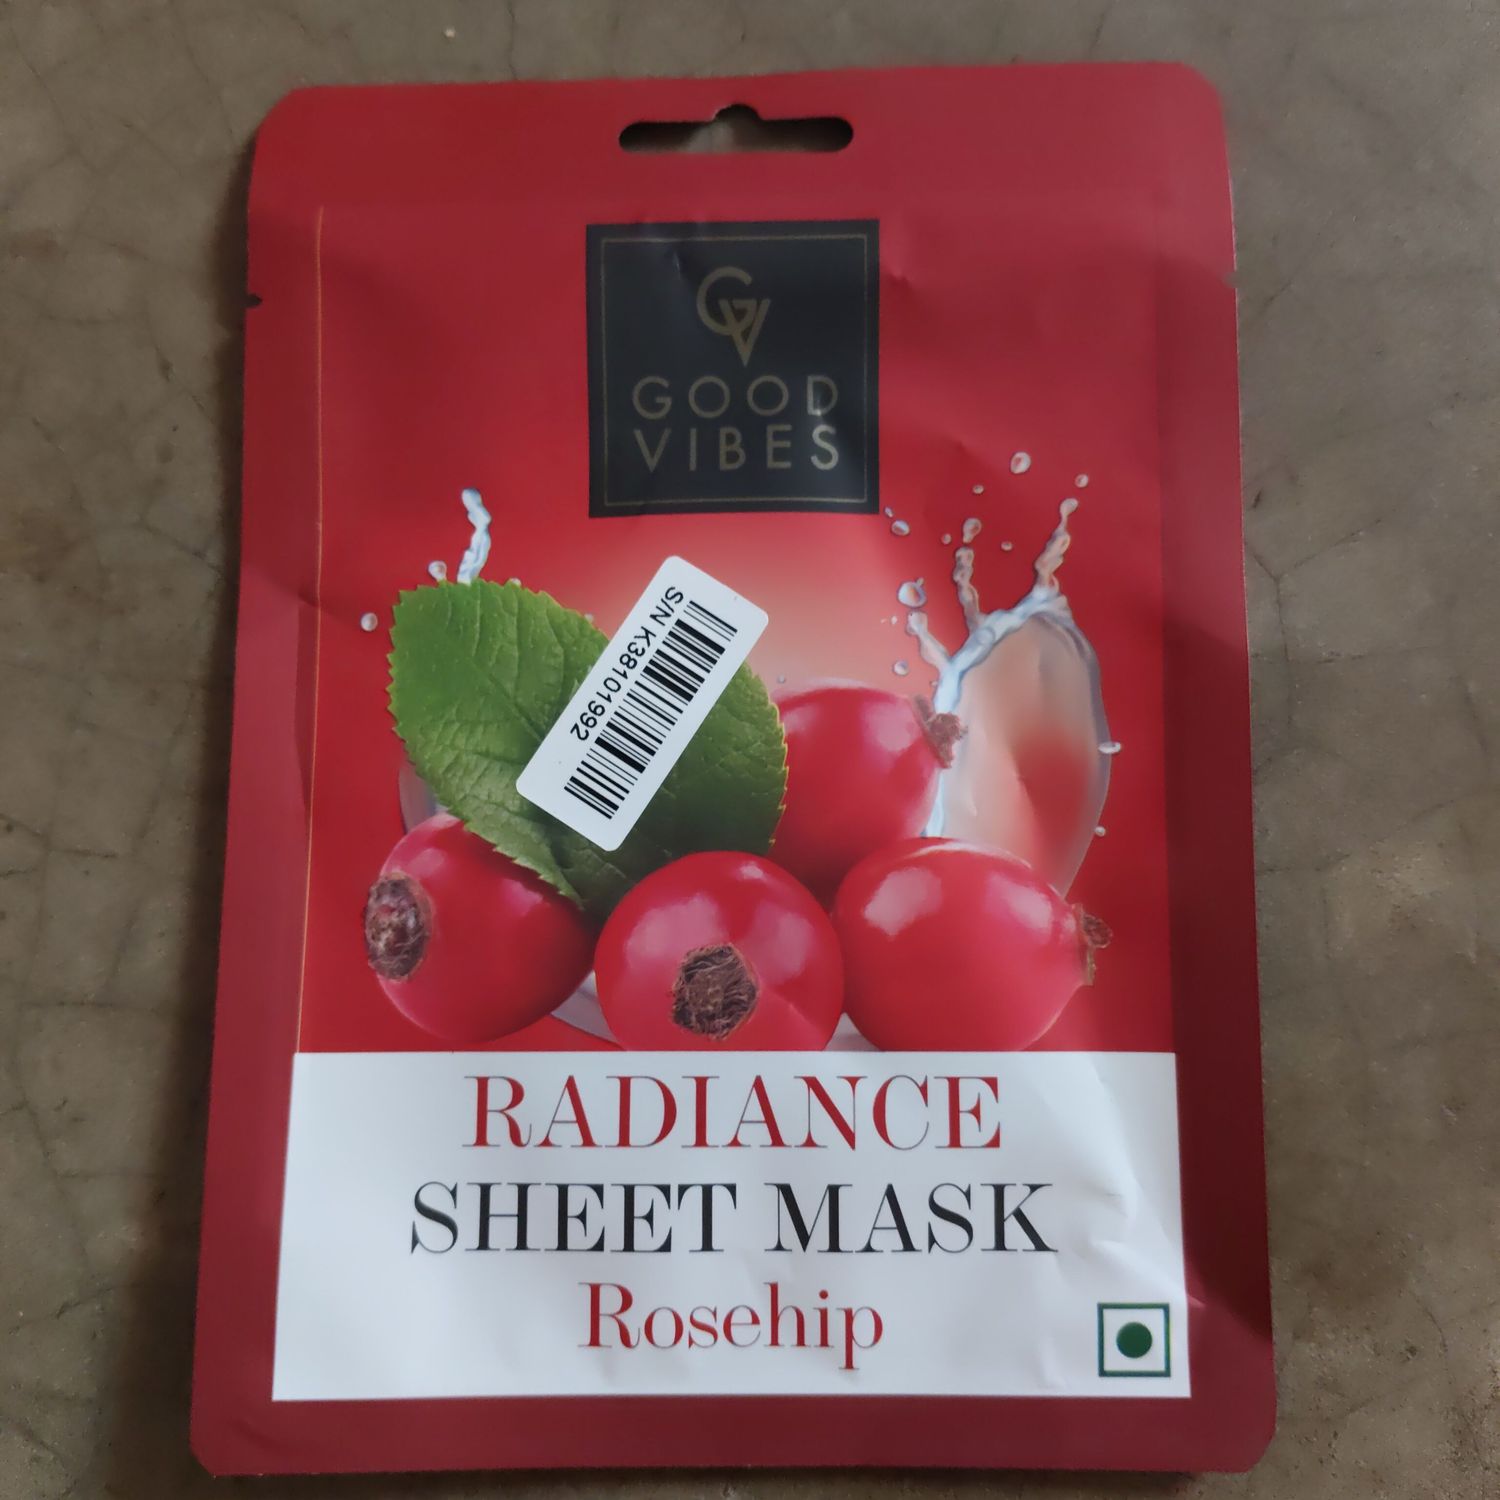 GV
GOOD
VIBES
S/N K38101992
RADIANCE
SHEET MASK
Rosehip